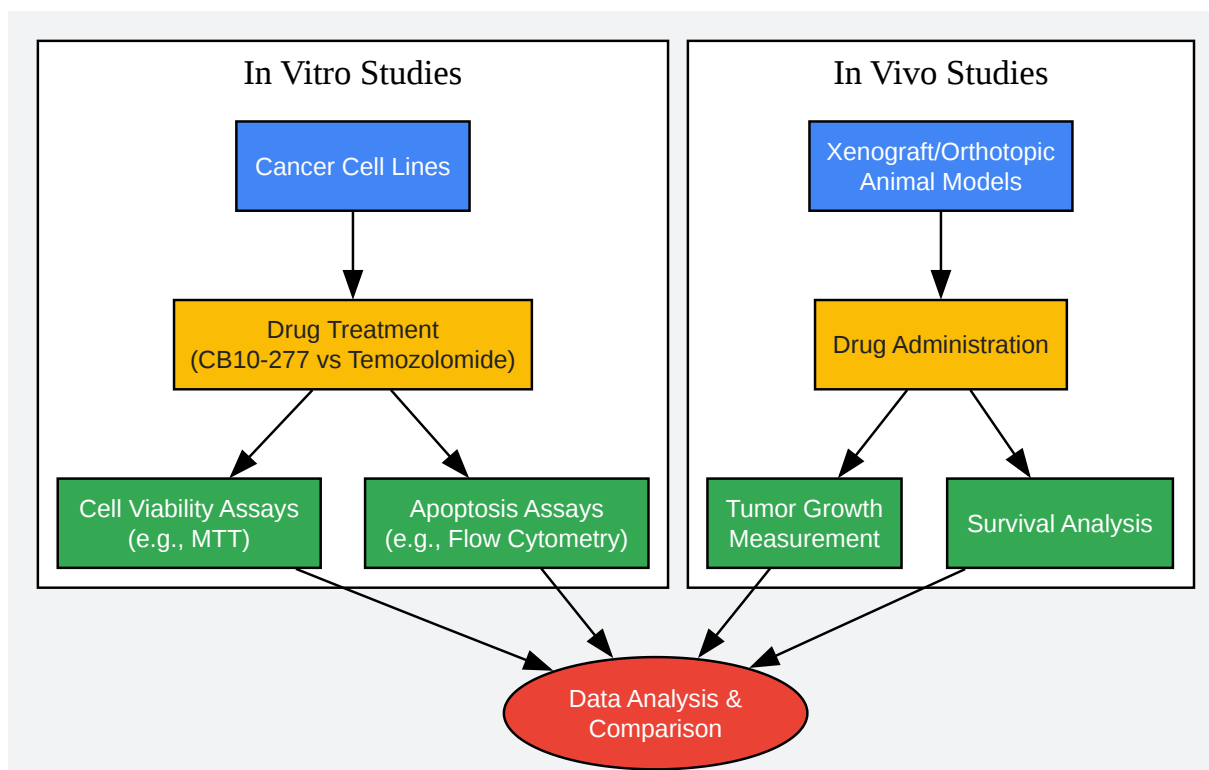 In Vitro Studies
Cancer Cell Lines
Drug Treatment
(CB10-277 vs Temozolomide)
Cell Viability Assays
(e.g., MTT)
Apoptosis Assays
(e.g., Flow Cytometry)
In Vivo Studies
Xenograft/Orthotopic
Animal Models
Drug Administration
Tumor Growth
Measurement
Survival Analysis
Data Analysis &
Comparison